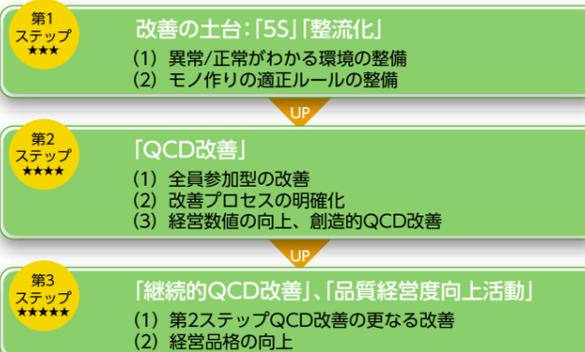 第1
ステップ
★★★
改善の土台:「5S」「整流化」
(1) 異常/正常がわかる環境の整備
(2) モノ作りの適正ルールの整備
UP
第2
ステップ
★★★★
「QCD改善」
(1) 全員参加型の改善
(2) 改善プロセスの明確化
(3) 経営数値の向上、創造的QCD改善
UP
第3
ステップ
★★★★★
「継続的QCD改善」、「品質経営度向上活動」
(1) 第2ステップQCD改善の更なる改善
(2) 経営品格の向上